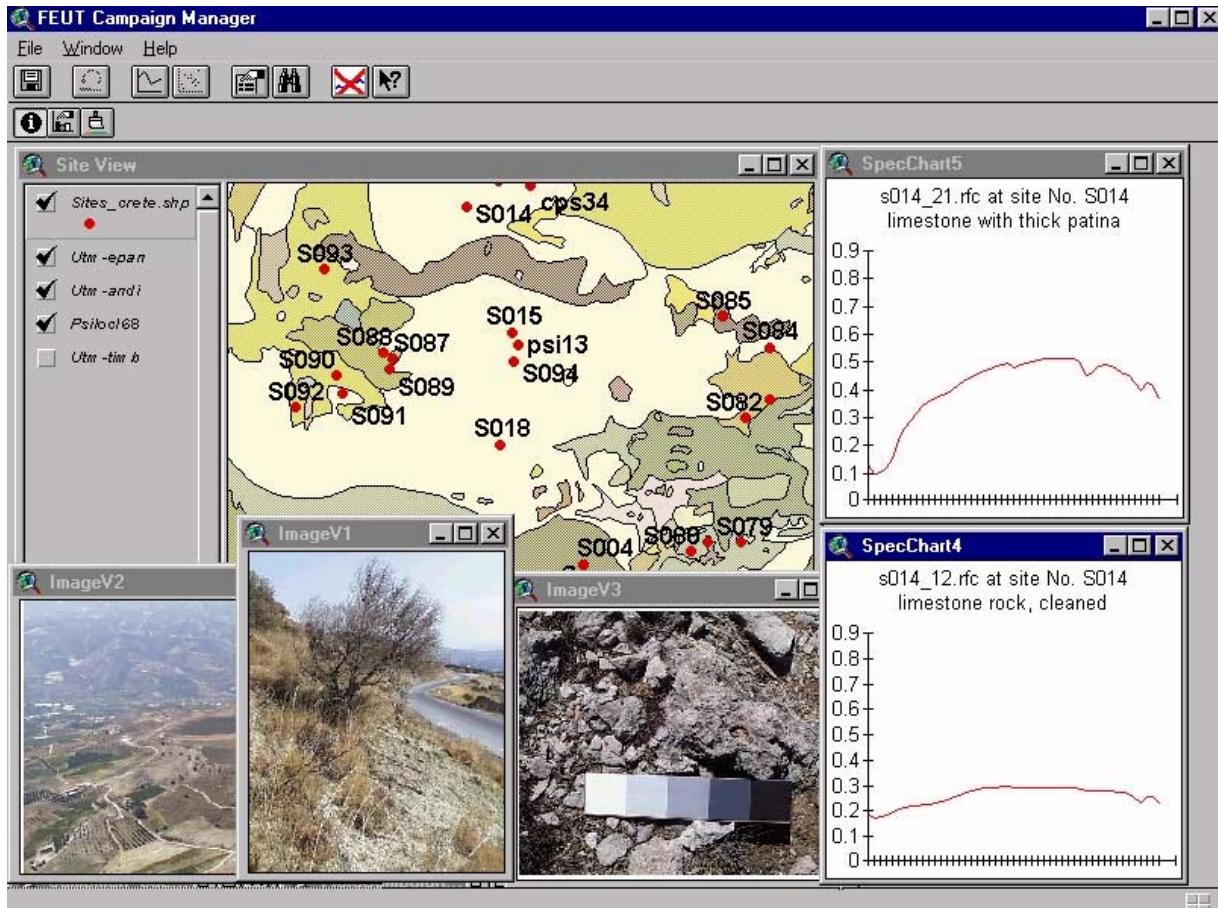 FEUT Campaign Manager
File Window Help
Site View
Sites_crete.shp
Utm -epan
Utm -andi
Psilocl68
Utm -tim b
cps34
S014
S093
S085
S015
S084
psi13
S088
S087
S090
S094
S089
S092
S091
S082
S018
S080
S079
S004
ImageV1
ImageV2
ImageV3
SpecChart5
s014_21.rfc at site No. S014
limestone with thick patina
0.9
0.8
0.7
0.6
0.5
0.4
0.3
0.2
0.1
0
SpecChart4
s014_12.rfc at site No. S014
limestone rock, cleaned
0.9
0.8
0.7
0.6
0.5
0.4
0.3
0.2
0.1
0